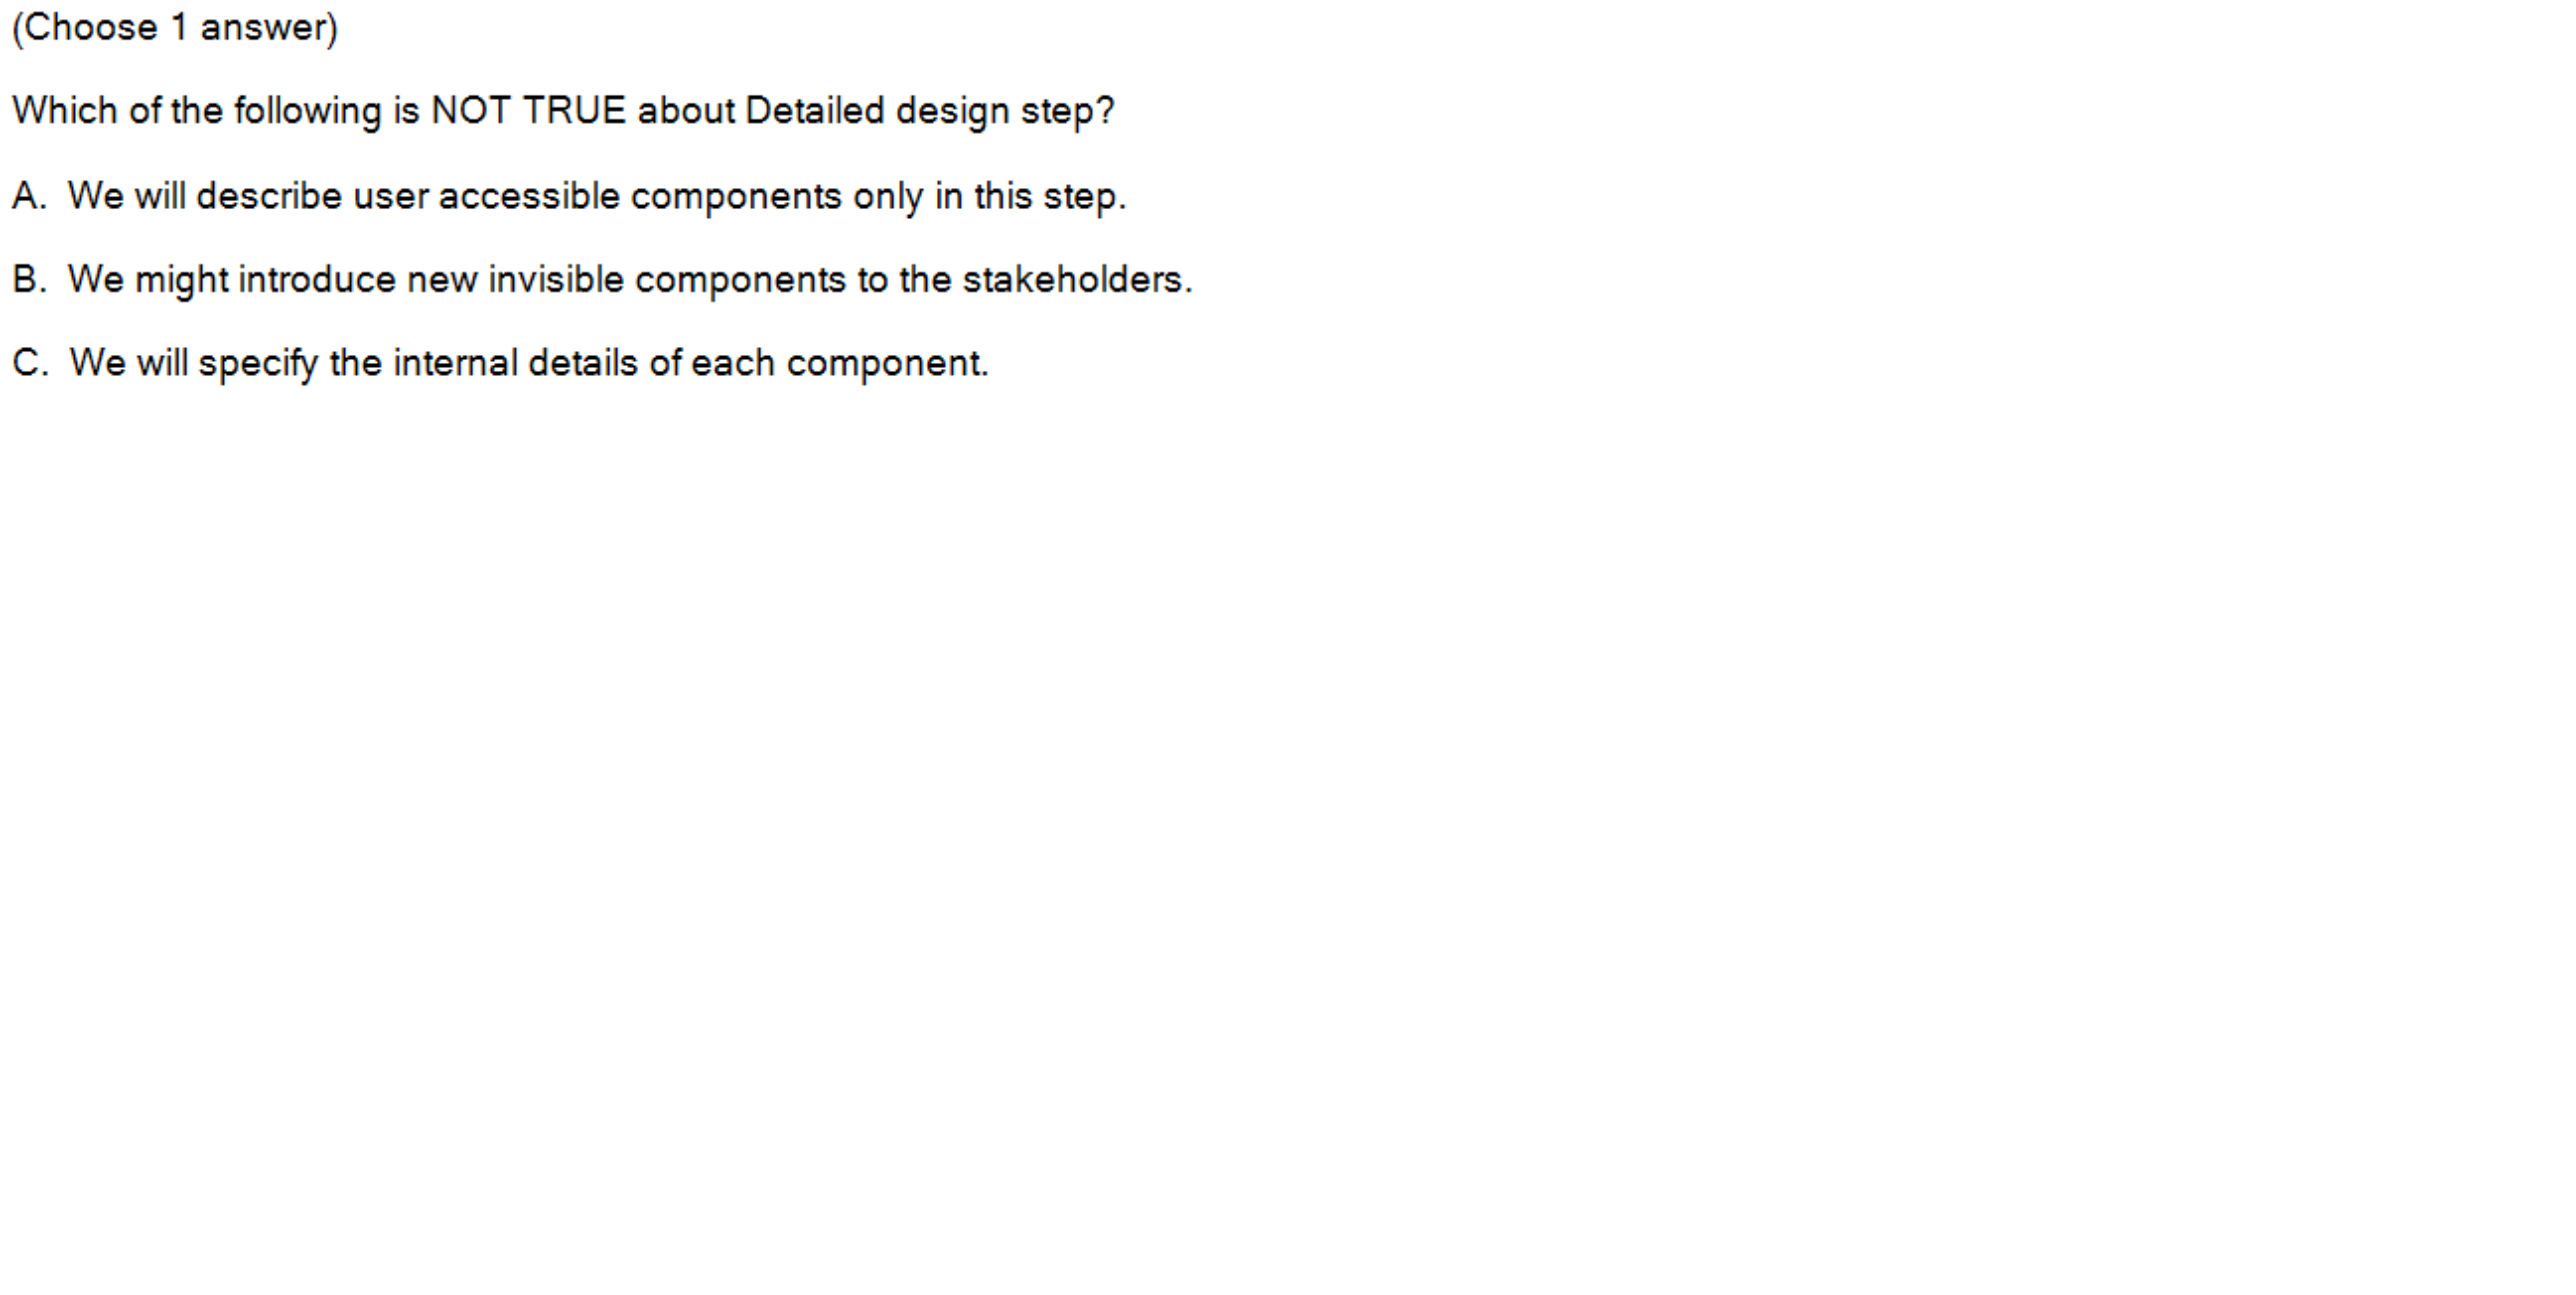 (Choose 1 answer)
Which of the following is NOT TRUE about Detailed design step?
A. We will describe user accessible components only in this step.
B. We might introduce new invisible components to the stakeholders.
C. We will specify the internal details of each component.